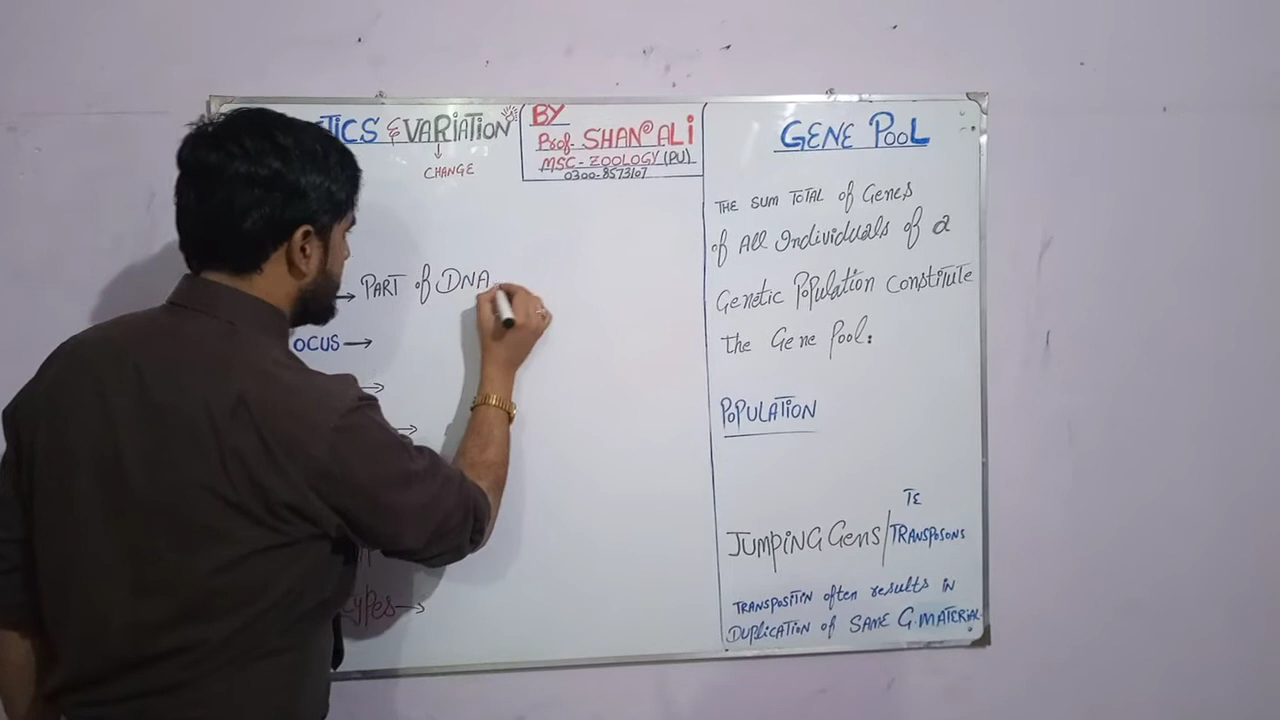 TICS & VARIATION
CHANGE
BY
Prof. SHAN ALi
MSC-ZOOLOGY (PU)
0300-8573107
→ PART of DNA
OCUS →
→
→
types →
GENE POOL
THE SUM TOTAL of Genes
of All Individuals of a
Genetic Population constitute
the Gene Pool.
POPULATION
TE
JUMPiNG Gens / TRANSPOSONS
TRANSPOSITIN often results in
DUPLICATION of SAME G.MATERIAL.